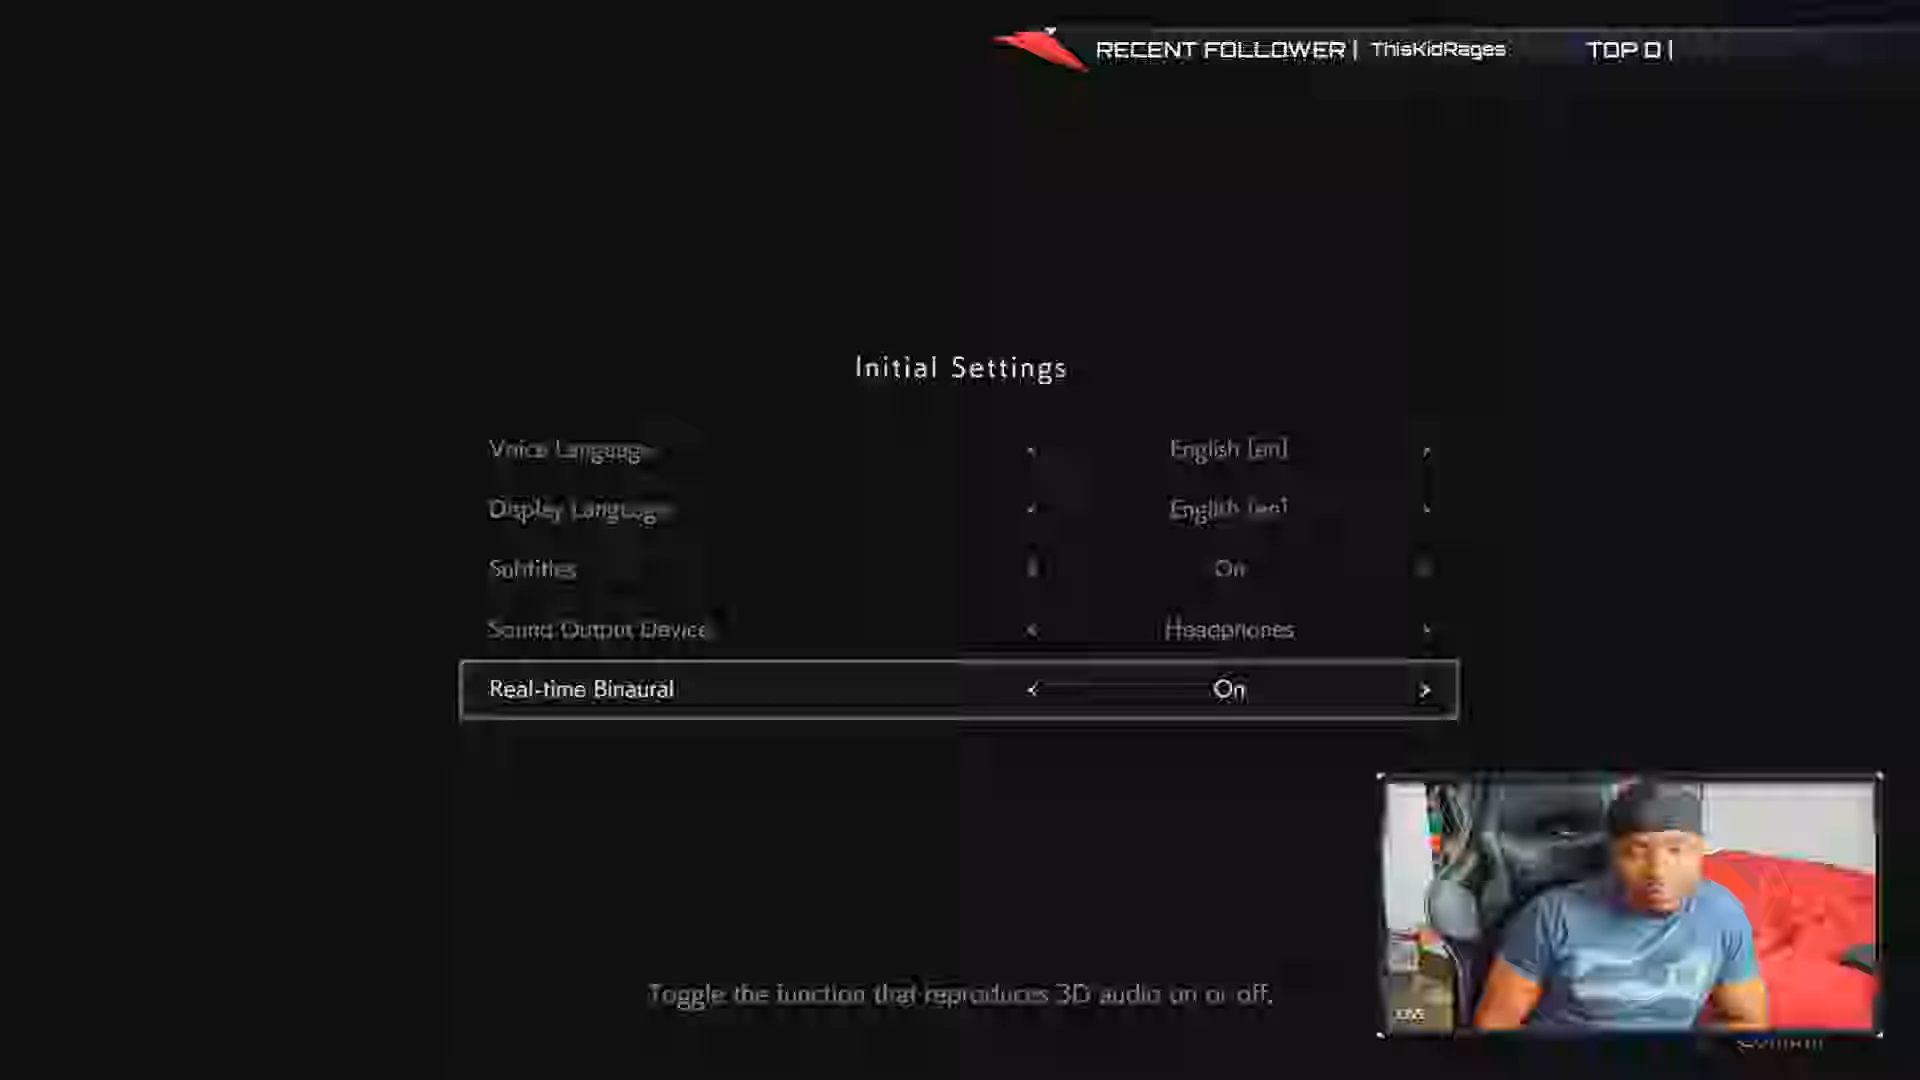 RECENT FOLLOWER | ThisKidRages TOP D |
Initial Settings
Voice Language < English [en] >
Display Language < English [en] >
Subtitles On
Sound Output Device < Headphones >
Real-time Binaural < On >
Toggle the function that reproduces 3D audio on or off.